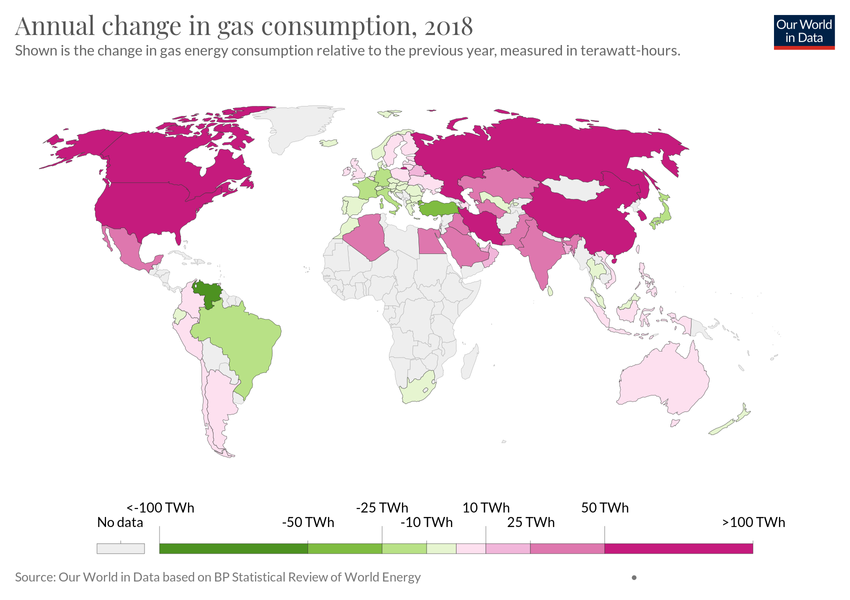 Annual change in gas consumption, 2018
Our World
in Data
Shown is the change in gas energy consumption relative to the previous year, measured in terawatt-hours.
<-100 TWh
-25 TWh
10 TWh
50 TWh
No data
-50 TWh
-10 TWh
25 TWh
>100 TWh
Source: Our World in Data based on BP Statistical Review of World Energy